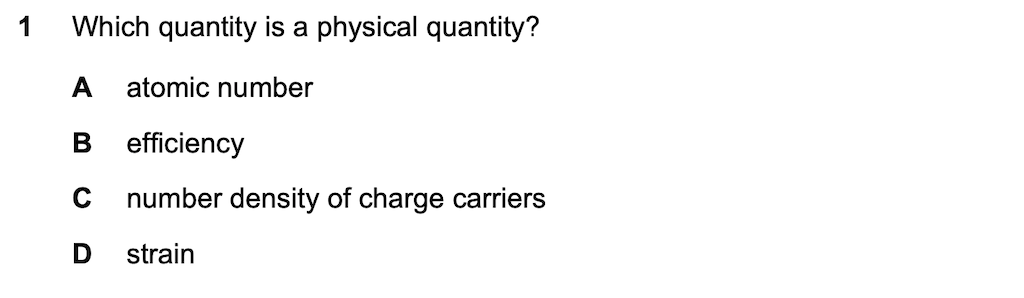 1 Which quantity is a physical quantity?
A atomic number
B efficiency
C number density of charge carriers
D strain